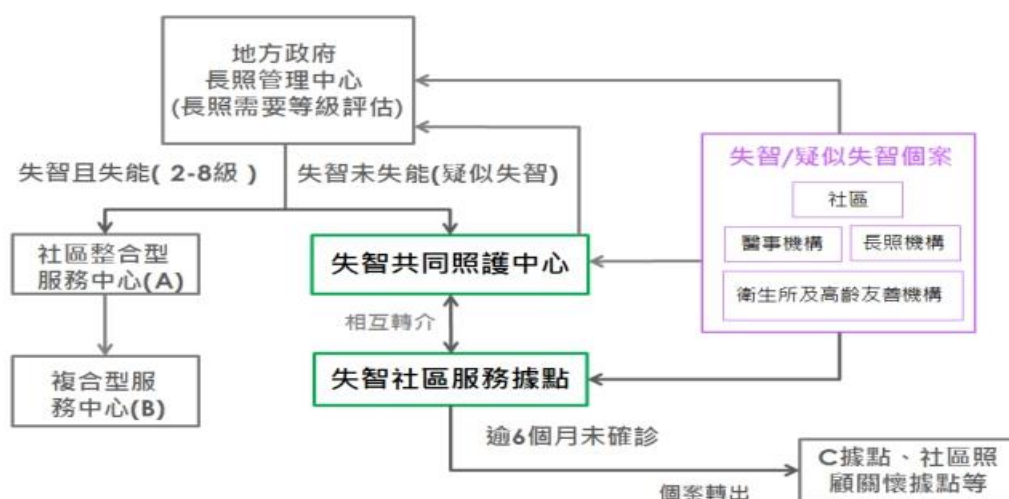 地方政府
長照管理中心
(長照需要等級評估)
失智且失能( 2-8級 )
失智未失能(疑似失智)
失智/疑似失智個案
社區
醫事機構
長照機構
衛生所及高齡友善機構
社區整合型
服務中心(A)
失智共同照護中心
相互轉介
複合型服
務中心(B)
失智社區服務據點
逾6個月未確診
個案轉出
C據點、社區照
顧關懷據點等